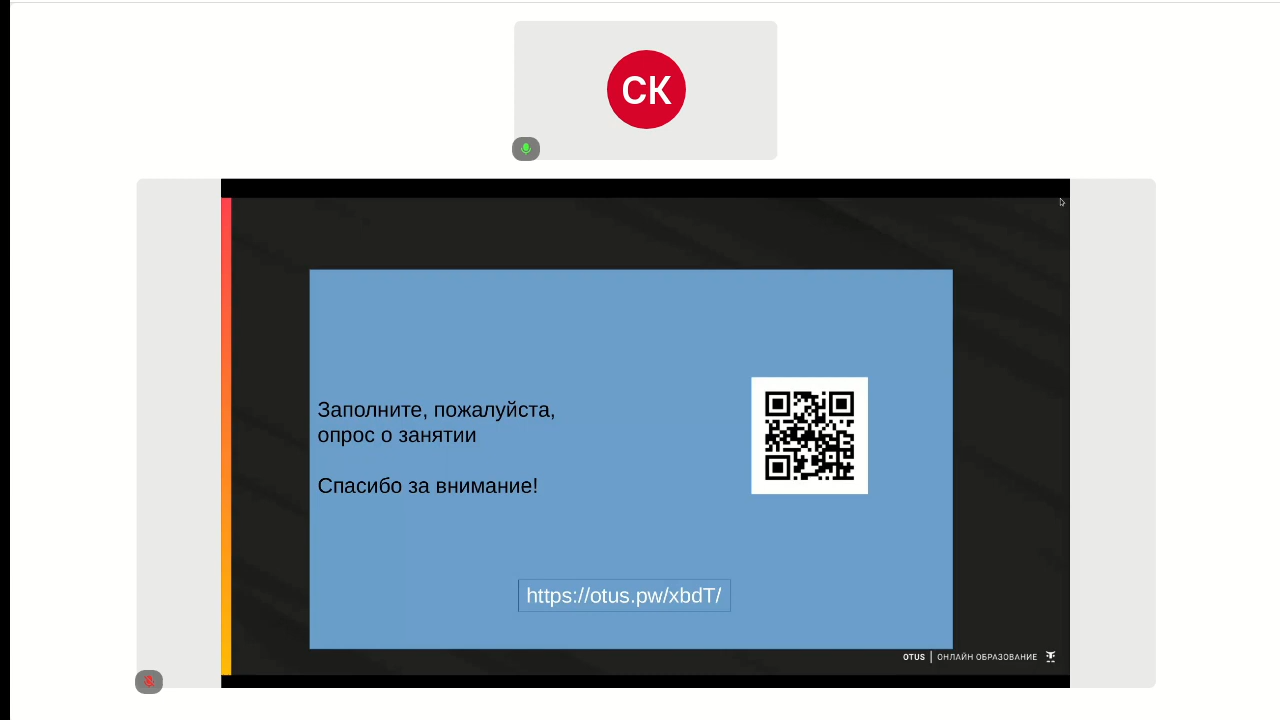 СК
Заполните, пожалуйста,
опрос о занятии
Спасибо за внимание!
https://otus.pw/xbdT/
OTUS | ОНЛАЙН ОБРАЗОВАНИЕ